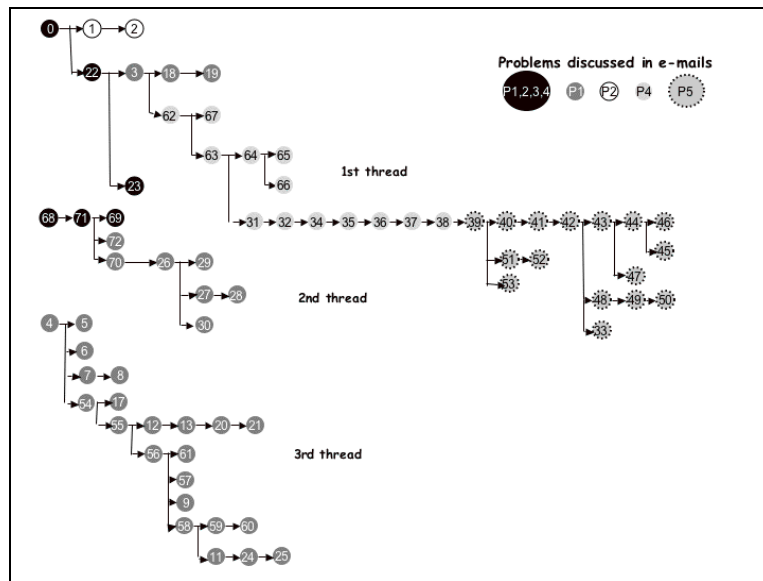 0 1 2
22 3 18 19
Problems discussed in e-mails
P1,2,3,4 P1 P2 P4 P5
62 67
63 64 65
1st thread
66
23
68 71 69
31 32 34 35 36 37 38 39 40 41 42 43 44 46
72
45
70 26 29
51 52
47
53
27 28
2nd thread
48 49 50
30
33
4 5
6
7 8
54 17
55 12 13 20 21
56 61
3rd thread
57
9
58 59 60
11 24 25